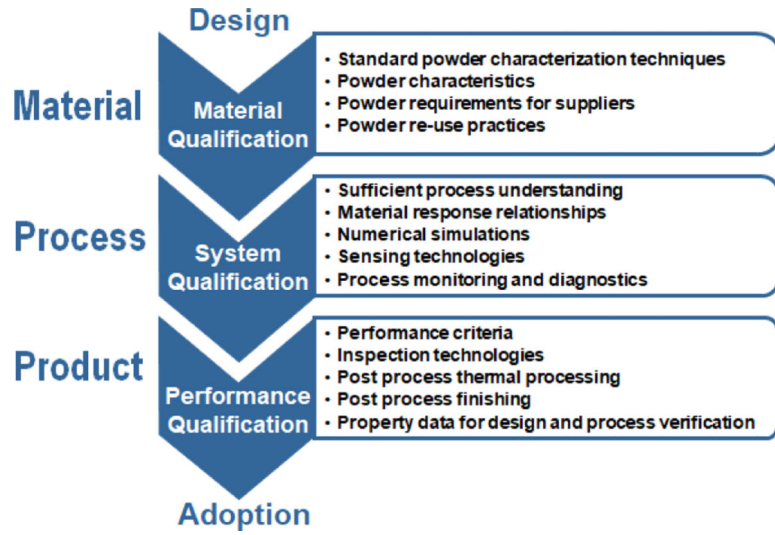 Design
Material
Material
Qualification
• Standard powder characterization techniques
• Powder characteristics
• Powder requirements for suppliers
• Powder re-use practices
Process
System
Qualification
• Sufficient process understanding
• Material response relationships
• Numerical simulations
• Sensing technologies
• Process monitoring and diagnostics
Product
Performance
Qualification
• Performance criteria
• Inspection technologies
• Post process thermal processing
• Post process finishing
• Property data for design and process verification
Adoption